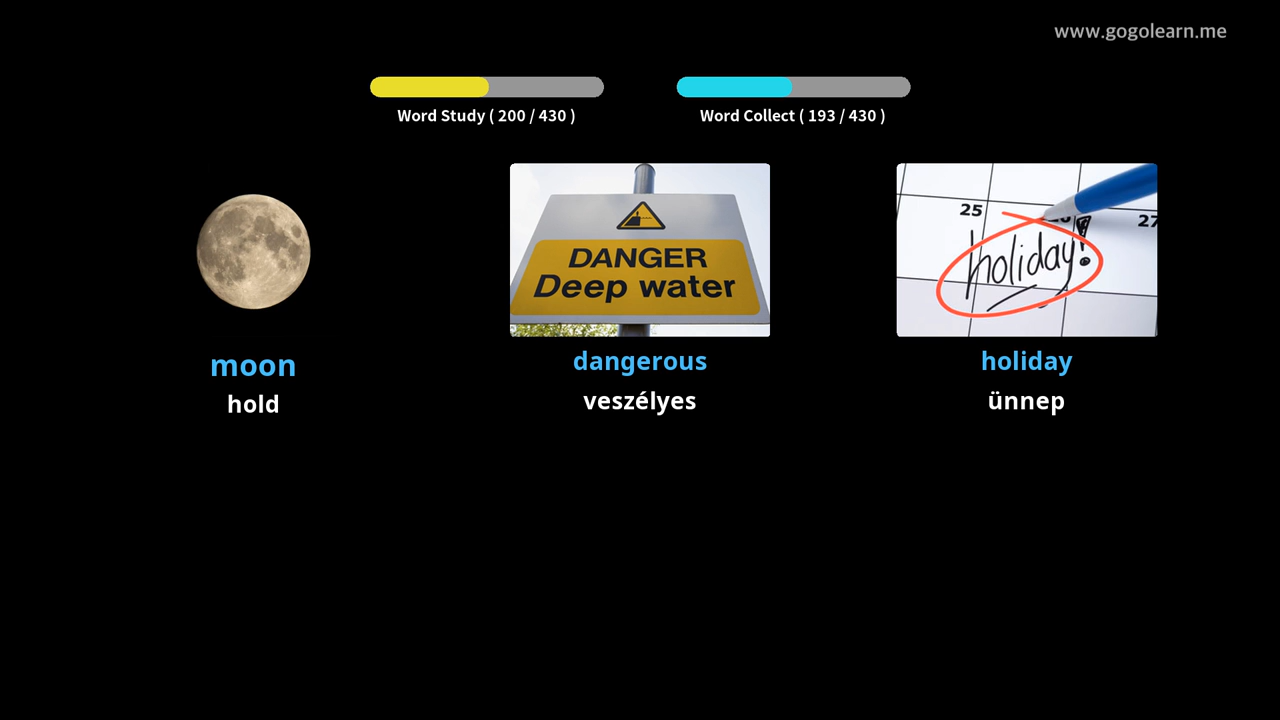 www.gogolearn.me
Word Study ( 200 / 430 )
Word Collect ( 193 / 430 )
DANGER
Deep water
25
27
holiday!
moon
dangerous
holiday
hold
veszélyes
ünnep